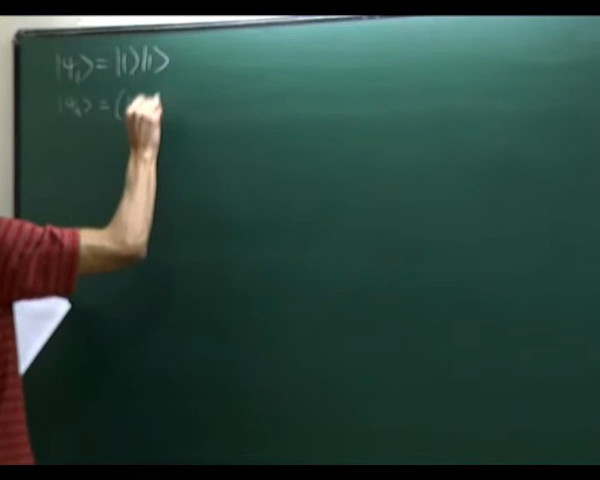 |ψ₁⟩ = |1⟩|1⟩
|ψ₂⟩ = (